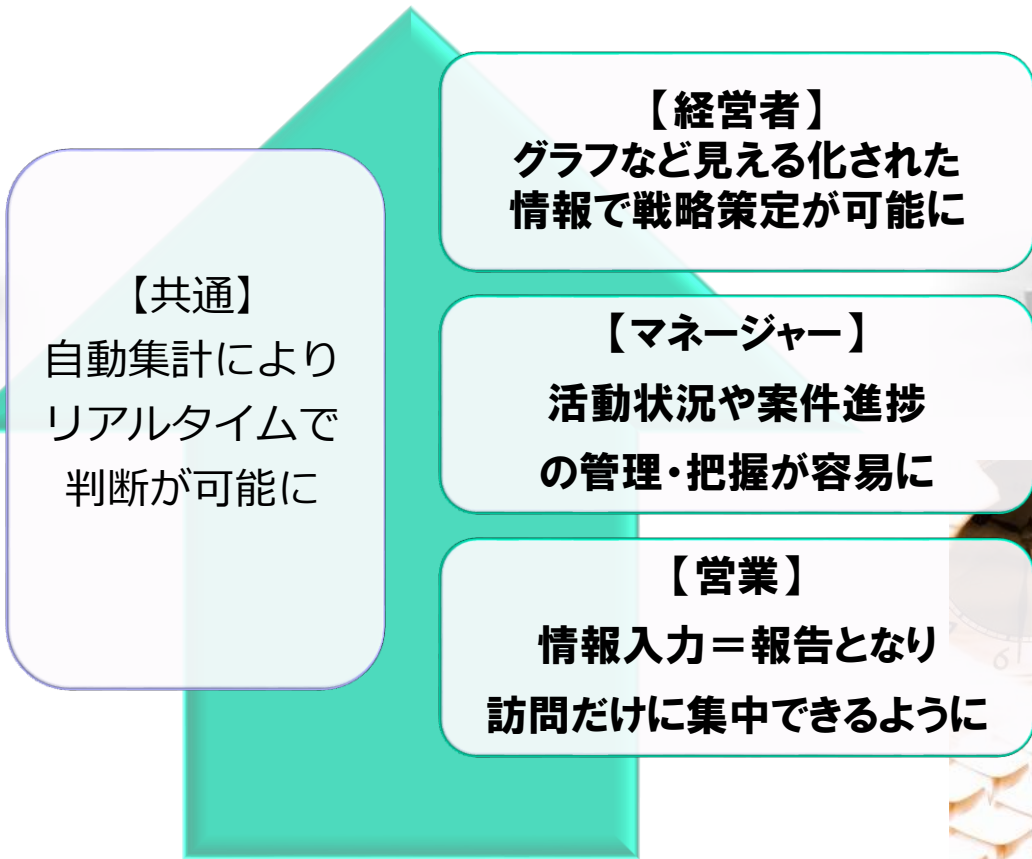 【共通】
自動集計により
リアルタイムで
判断が可能に
【経営者】
グラフなど見える化された
情報で戦略策定が可能に
【マネージャー】
活動状況や案件進捗
の管理・把握が容易に
【営業】
情報入力＝報告となり
訪問だけに集中できるように
6